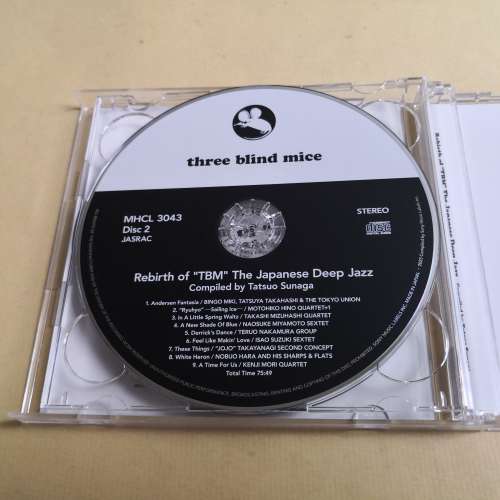 three blind mice
MHCL 3043
Disc 2
JASRAC
STEREO
Rebirth of "TBM" The Japanese Deep Jazz
Compiled by Tatsuo Sunaga
1. Andersen Fantasia / BINGO MIKI, TATSUYA TAKAHASHI & THE TOKYO UNION
2. "Ryuhyo" —Sailing Ice— / MOTOHIKO HINO QUARTET+1
3. In A Little Spring Waltz / TAKASHI MIZUHASHI QUARTET
4. A New Shade Of Blue / NAOSUKE MIYAMOTO SEXTET
5. Derrick's Dance / TERUO NAKAMURA GROUP
6. Feel Like Makin' Love / ISAO SUZUKI SEXTET
7. These Things / "JOJO" TAKAYANAGI SECOND CONCEPT
8. White Heron / NOBUO HARA AND HIS SHARPS & FLATS
9. A Time For Us / KENJI MORI QUARTET
Total Time 75:49
Rebirth of "TBM" The Japanese Deep Jazz